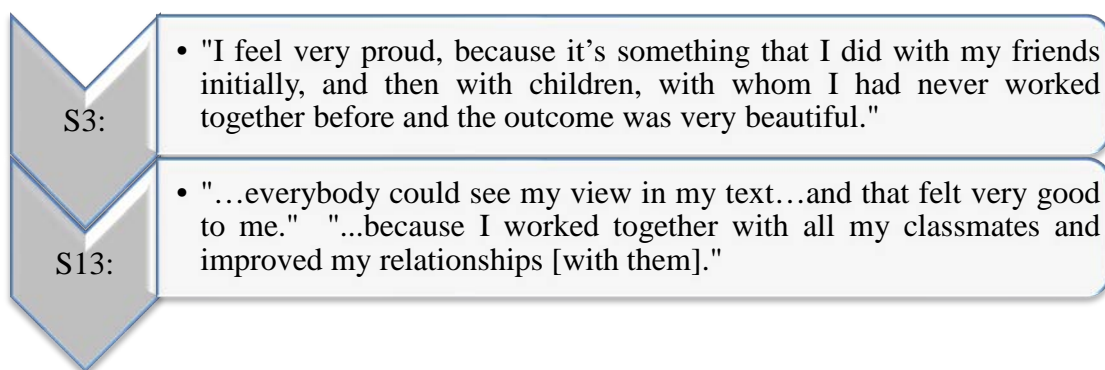 S3:
• "I feel very proud, because it’s something that I did with my friends
initially, and then with children, with whom I had never worked
together before and the outcome was very beautiful."
S13:
• "…everybody could see my view in my text…and that felt very good
to me." "...because I worked together with all my classmates and
improved my relationships [with them]."